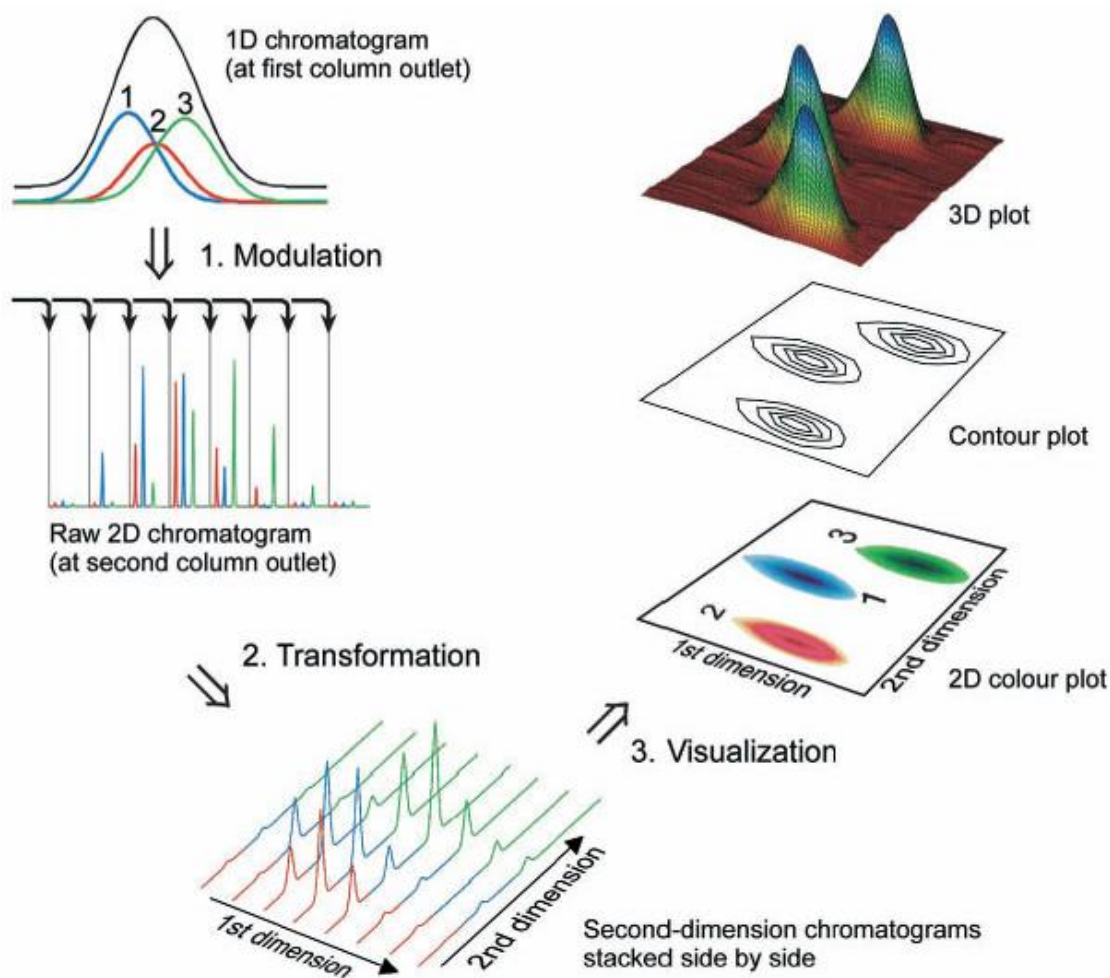 1D chromatogram
(at first column outlet)
1
2
3
1. Modulation
Raw 2D chromatogram
(at second column outlet)
2. Transformation
1st dimension
2nd dimension
Second-dimension chromatograms
stacked side by side
3. Visualization
3D plot
Contour plot
3
1
2
1st dimension
2nd dimension
2D colour plot